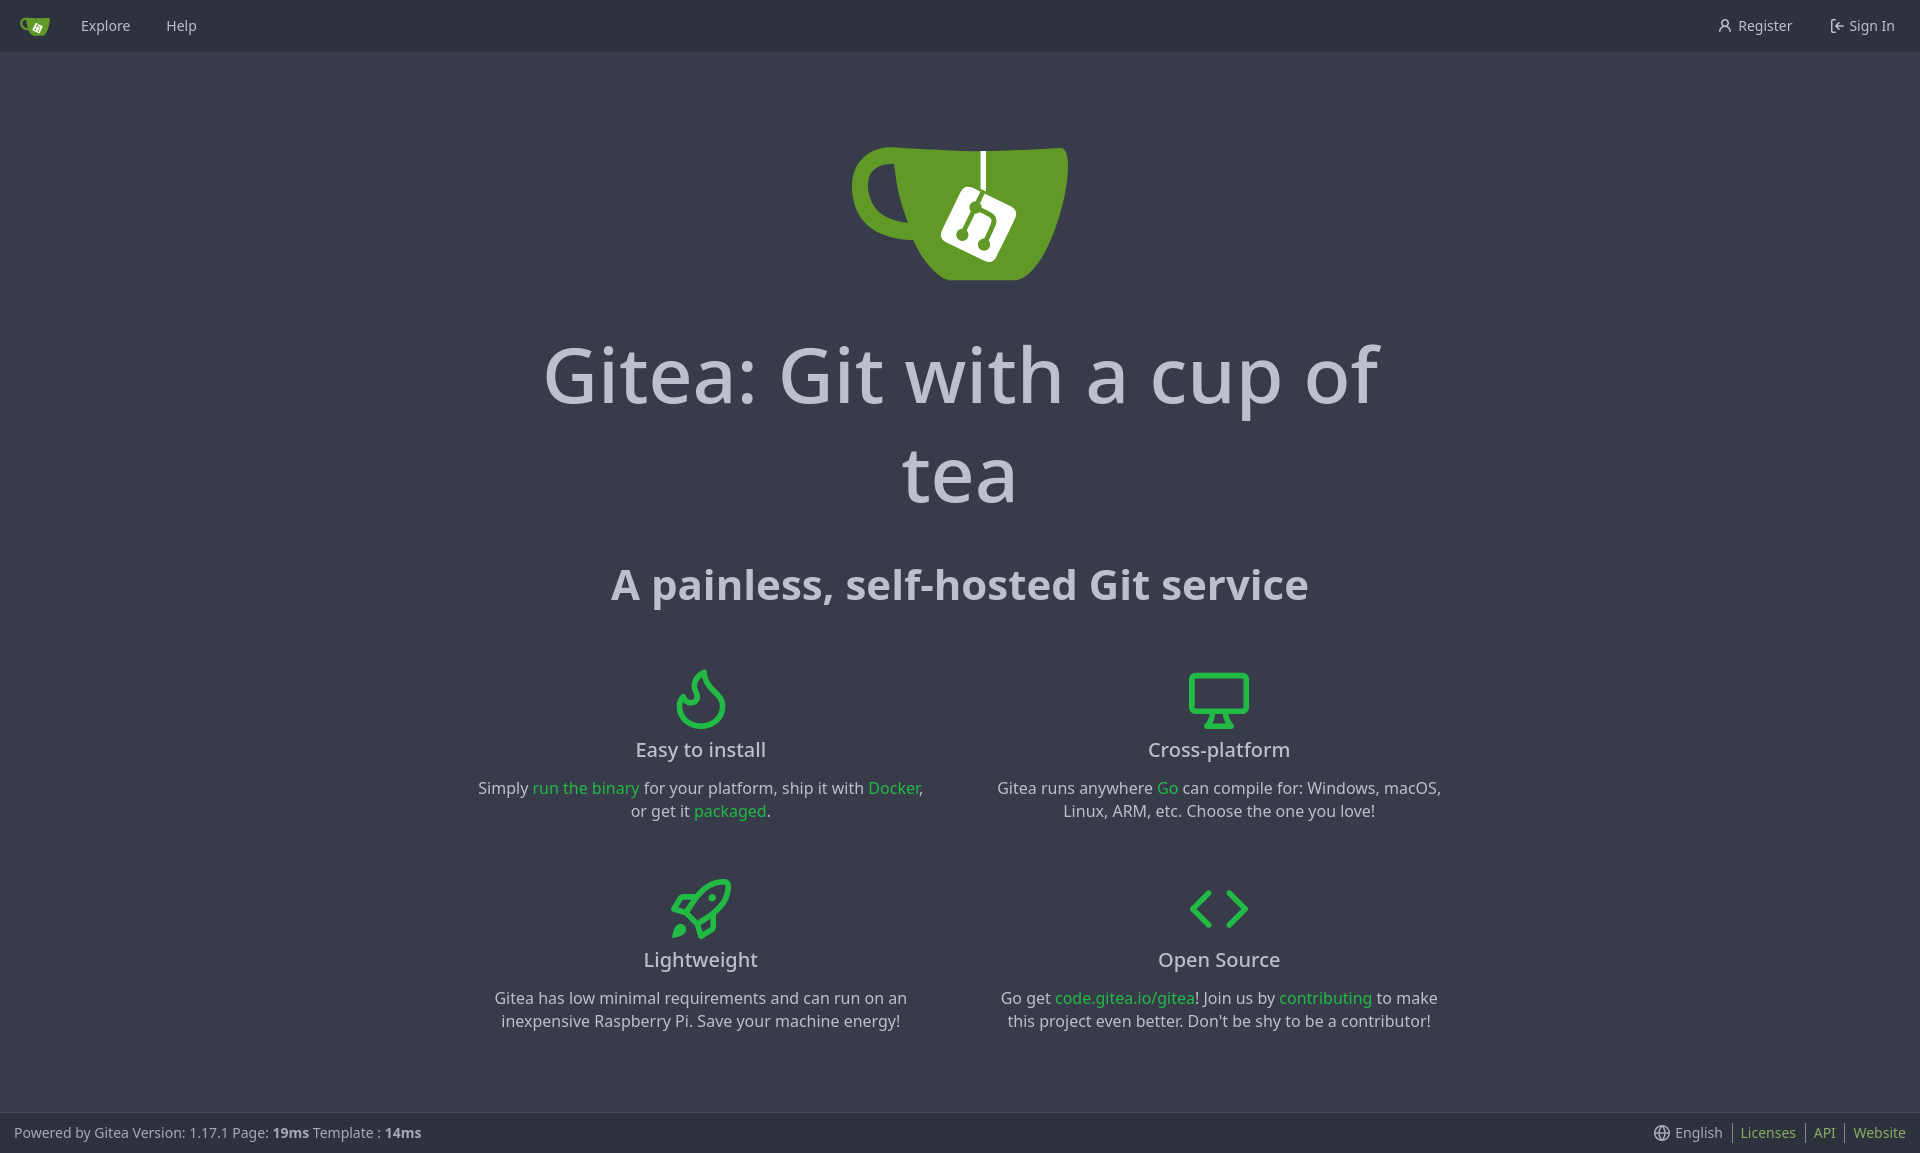 Explore Help Register Sign In
Gitea: Git with a cup of
tea
A painless, self-hosted Git service
Easy to install
Simply run the binary for your platform, ship it with Docker,
or get it packaged.
Cross-platform
Gitea runs anywhere Go can compile for: Windows, macOS,
Linux, ARM, etc. Choose the one you love!
Lightweight
Gitea has low minimal requirements and can run on an
inexpensive Raspberry Pi. Save your machine energy!
Open Source
Go get code.gitea.io/gitea! Join us by contributing to make
this project even better. Don't be shy to be a contributor!
Powered by Gitea Version: 1.17.1 Page: 19ms Template : 14ms
English Licenses API Website